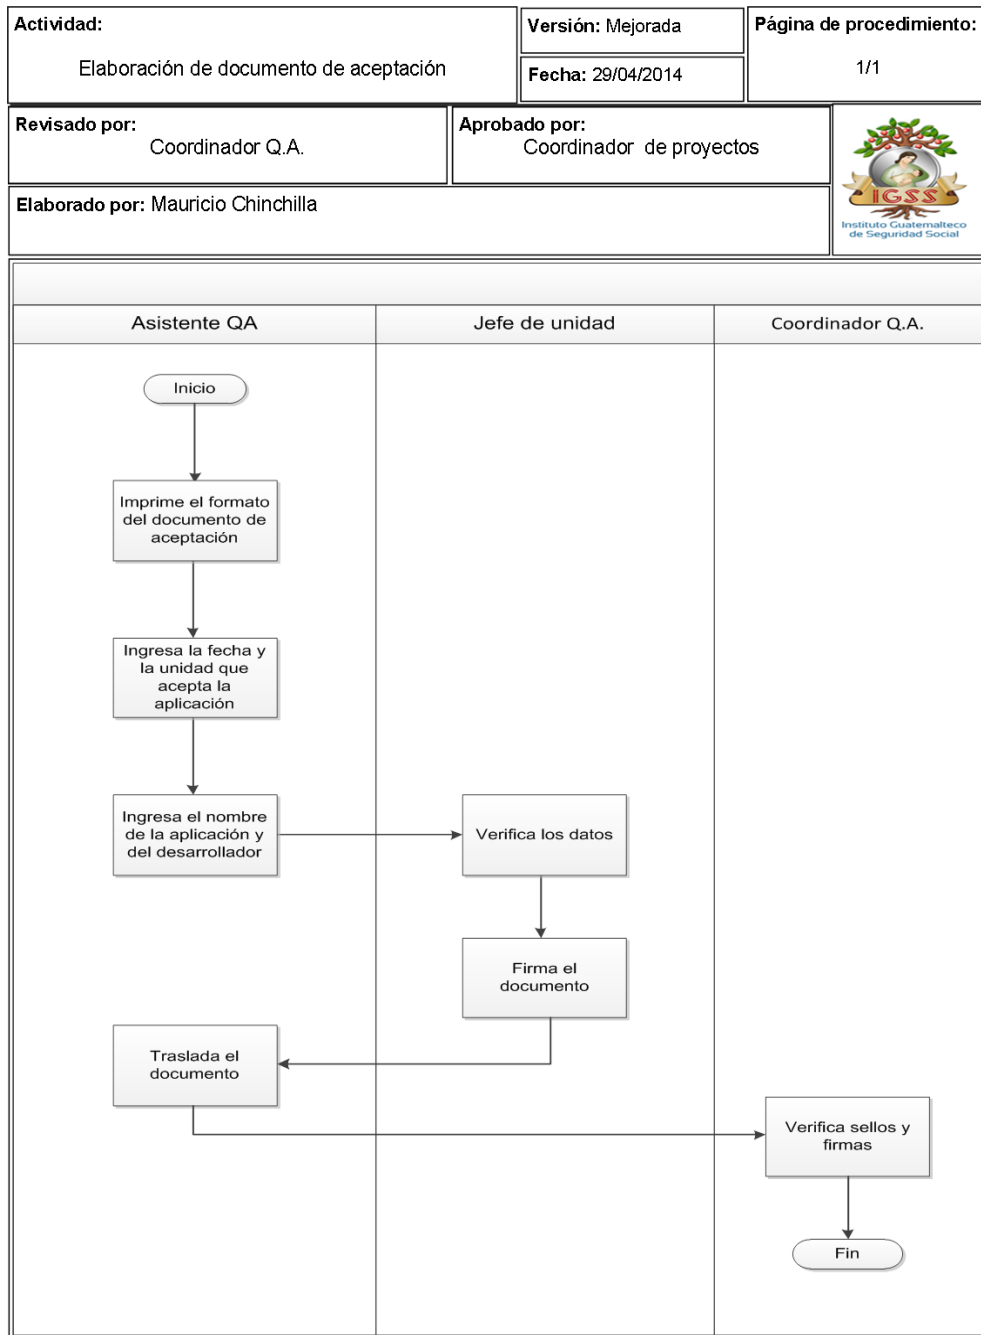 Actividad:
Elaboración de documento de aceptación
Versión: Mejorada
Fecha: 29/04/2014
Página de procedimiento:
1/1
Revisado por:
Coordinador Q.A.
Aprobado por:
Coordinador de proyectos
Elaborado por: Mauricio Chinchilla
IGSS
Instituto Guatemalteco
de Seguridad Social
Asistente QA
Jefe de unidad
Coordinador Q.A.
Inicio
Imprime el formato
del documento de
aceptación
Ingresa la fecha y
la unidad que
acepta la
aplicación
Ingresa el nombre
de la aplicación y
del desarrollador
Verifica los datos
Firma el
documento
Traslada el
documento
Verifica sellos y
firmas
Fin